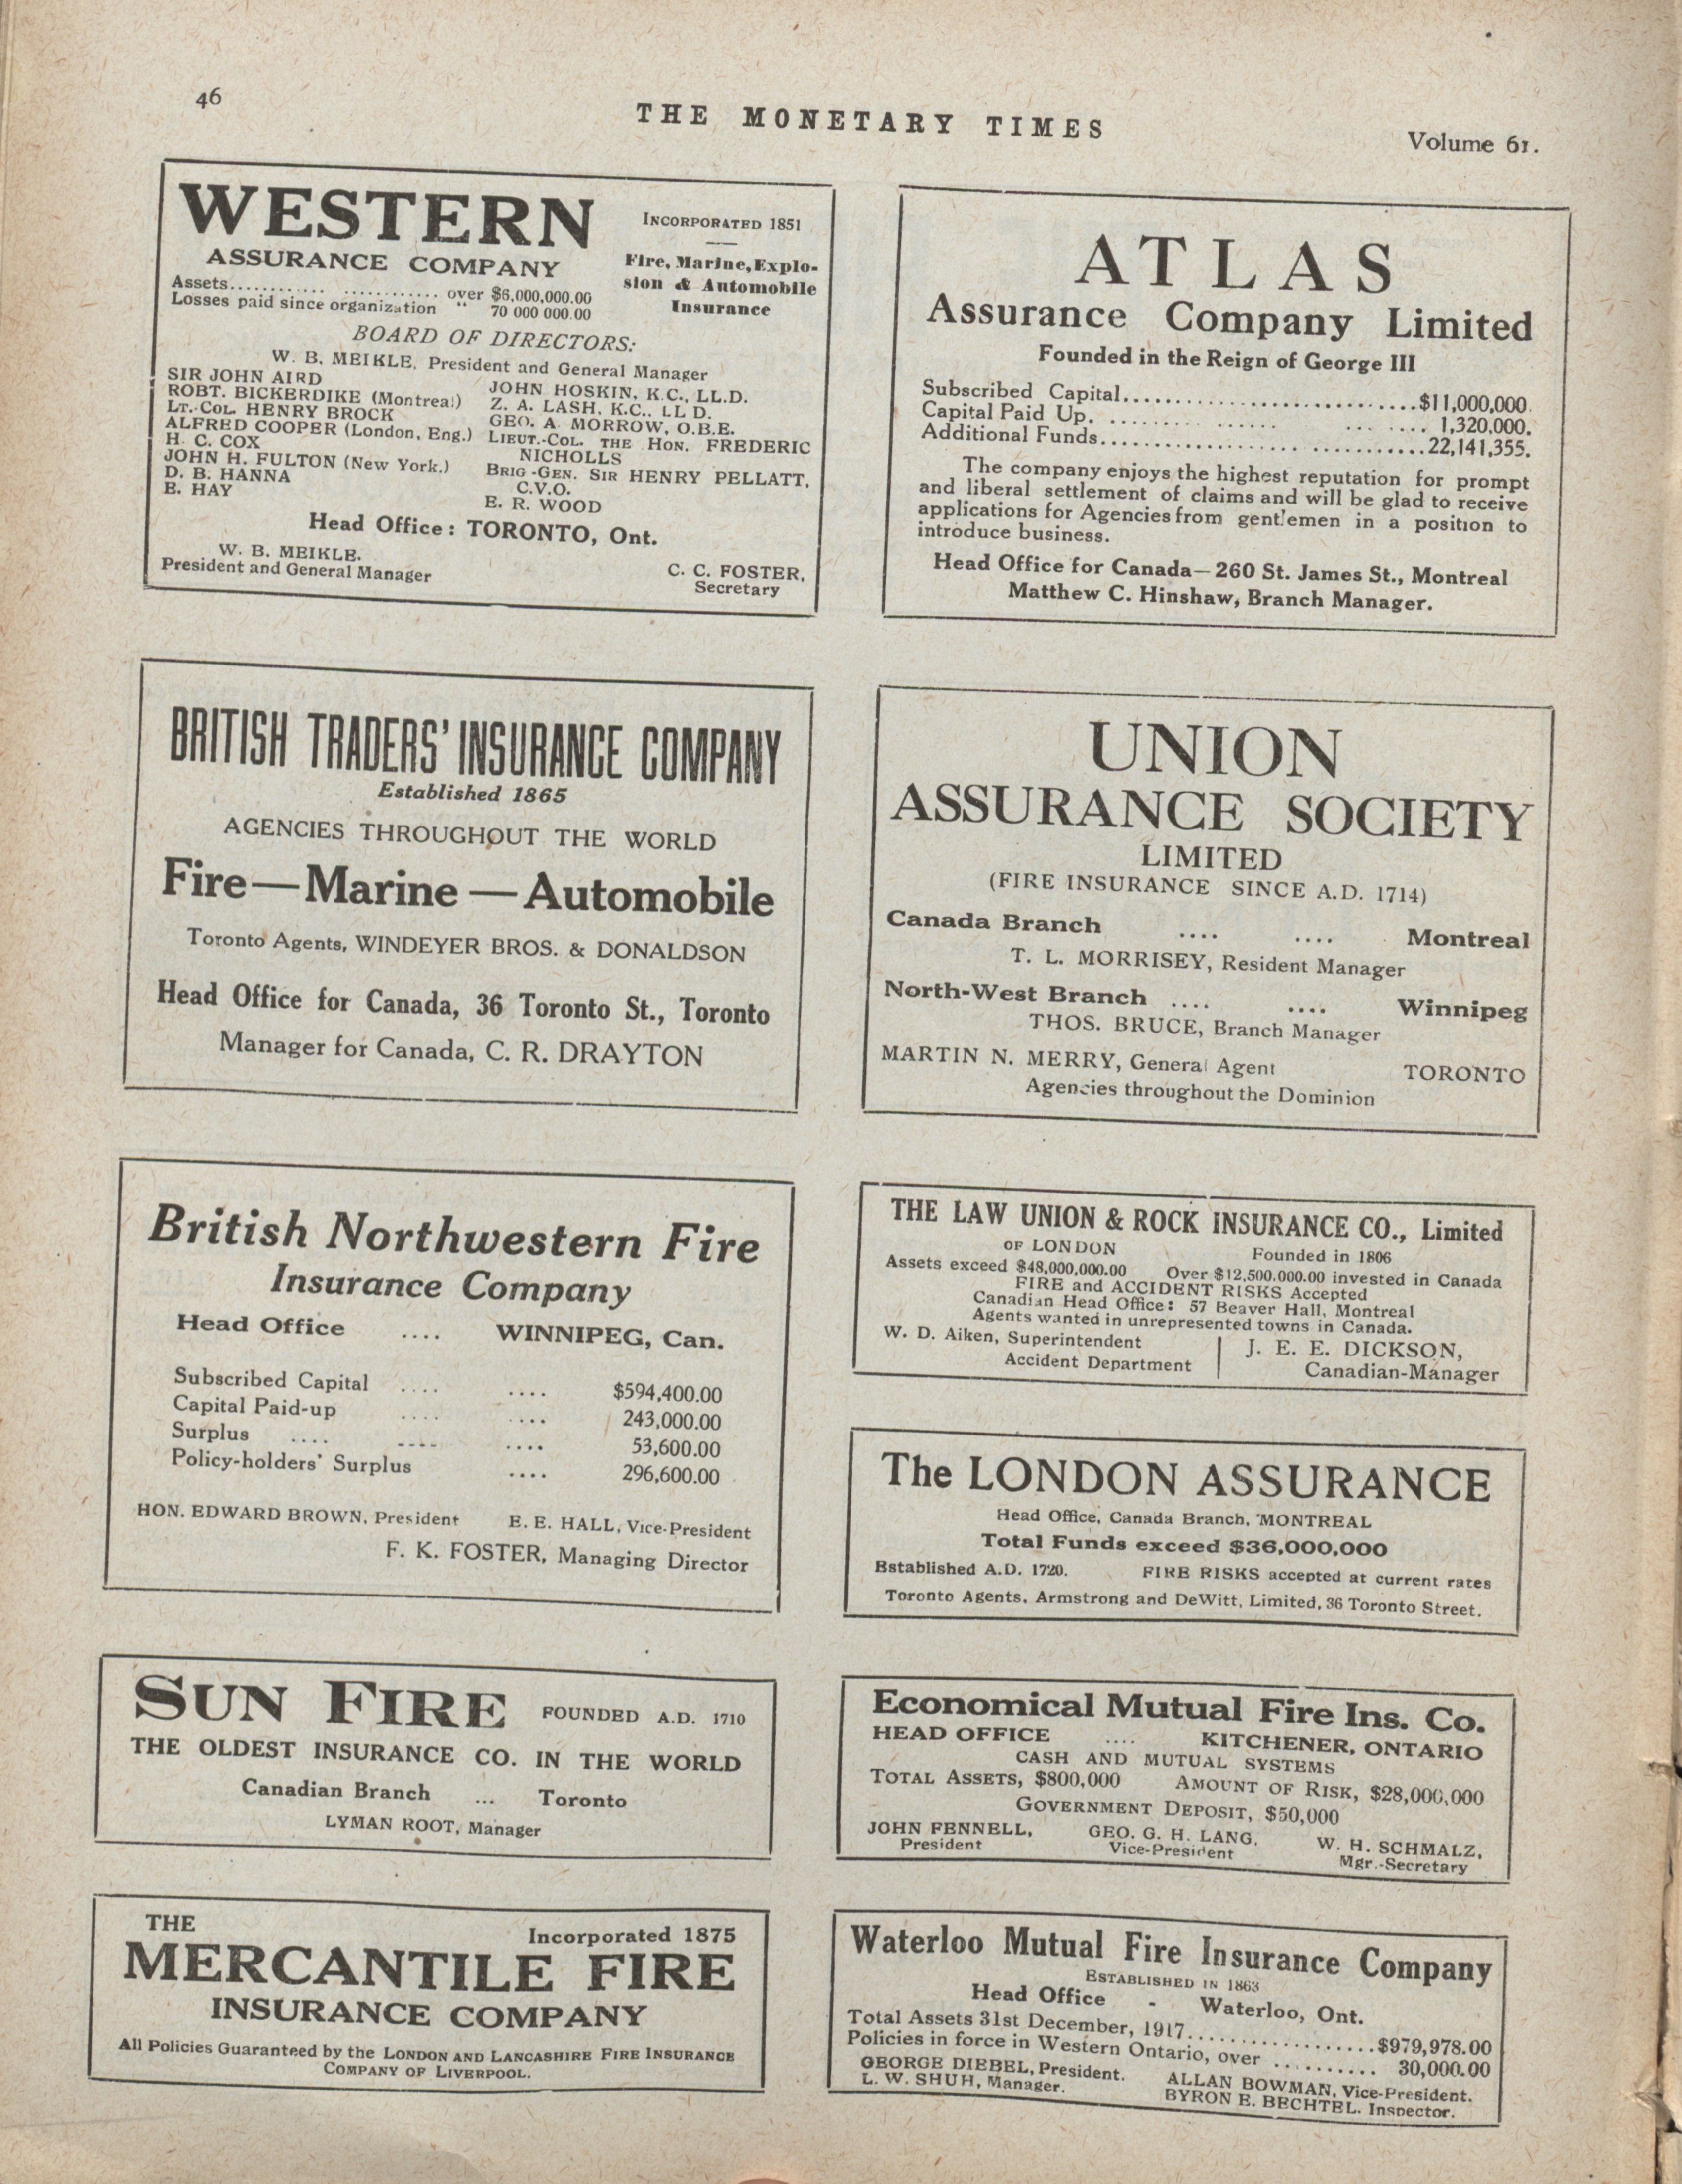 46
THE MONETARY TIMES
Volume 61.
WESTERN
ASSURANCE COMPANY
INCORPORATED 1851
Fire, Marine, Explo-
sion & Automobile
Insurance
Assets............ ............ over $6,000,000.00
Losses paid since organization " 70 000 000.00
BOARD OF DIRECTORS:
W. B. MEIKLE, President and General Manager
SIR JOHN AIRD
ROBT. BICKERDIKE (Montreal)
LT.-COL. HENRY BROCK
ALFRED COOPER (London, Eng.)
H. C. COX
JOHN H. FULTON (New York.)
D. B. HANNA
E. HAY
JOHN HOSKIN, K.C., LL.D.
Z. A. LASH, K.C., LL D.
GEO. A. MORROW, O.B.E.
LIEUT.-COL. THE HON. FREDERIC
NICHOLLS
BRIG-GEN. SIR HENRY PELLATT,
C.V.O.
E. R. WOOD
Head Office: TORONTO, Ont.
W. B. MEIKLE.
President and General Manager
C. C. FOSTER,
Secretary
ATLAS
Assurance Company Limited
Founded in the Reign of George III
Subscribed Capital..............................$11,000,000.
Capital Paid Up. ............... ... .... 1,320,000.
Additional Funds..............................22,141,355.
The company enjoys the highest reputation for prompt
and liberal settlement of claims and will be glad to receive
applications for Agencies from gentlemen in a position to
introduce business.
Head Office for Canada—260 St. James St., Montreal
Matthew C. Hinshaw, Branch Manager.
BRITISH TRADERS' INSURANCE COMPANY
Established 1865
AGENCIES THROUGHOUT THE WORLD
Fire—Marine—Automobile
Toronto Agents, WINDEYER BROS. & DONALDSON
Head Office for Canada, 36 Toronto St., Toronto
Manager for Canada, C. R. DRAYTON
UNION
ASSURANCE SOCIETY
LIMITED
(FIRE INSURANCE SINCE A.D. 1714)
Canada Branch .... .... Montreal
T. L. MORRISEY, Resident Manager
North-West Branch .... .... Winnipeg
THOS. BRUCE, Branch Manager
MARTIN N. MERRY, General Agent TORONTO
Agencies throughout the Dominion
British Northwestern Fire
Insurance Company
Head Office .... WINNIPEG, Can.
Subscribed Capital .... .... $594,400.00
Capital Paid-up .... .... 243,000.00
Surplus .... .... .... 53,600.00
Policy-holders' Surplus .... 296,600.00
HON. EDWARD BROWN, President E. E. HALL, Vice-President
F. K. FOSTER, Managing Director
THE LAW UNION & ROCK INSURANCE CO., Limited
OF LONDON Founded in 1806
Assets exceed $48,000,000.00 Over $12,500,000.00 invested in Canada
FIRE and ACCIDENT RISKS Accepted
Canadian Head Office: 57 Beaver Hall, Montreal
Agents wanted in unrepresented towns in Canada.
W. D. Aiken, Superintendent
Accident Department
J. E. E. DICKSON,
Canadian-Manager
The LONDON ASSURANCE
Head Office, Canada Branch, MONTREAL
Total Funds exceed $36,000,000
Established A.D. 1720. FIRE RISKS accepted at current rates
Toronto Agents, Armstrong and DeWitt, Limited, 36 Toronto Street.
SUN FIRE FOUNDED A.D. 1710
THE OLDEST INSURANCE CO. IN THE WORLD
Canadian Branch ... Toronto
LYMAN ROOT, Manager
Economical Mutual Fire Ins. Co.
HEAD OFFICE .... KITCHENER, ONTARIO
CASH AND MUTUAL SYSTEMS
TOTAL ASSETS, $800,000 AMOUNT OF RISK, $28,000,000
GOVERNMENT DEPOSIT, $50,000
JOHN FENNELL,
President
GEO. G. H. LANG,
Vice-President
W. H. SCHMALZ,
Mgr.-Secretary
THE
Incorporated 1875
MERCANTILE FIRE
INSURANCE COMPANY
All Policies Guaranteed by the LONDON AND LANCASHIRE FIRE INSURANCE
COMPANY OF LIVERPOOL.
Waterloo Mutual Fire Insurance Company
ESTABLISHED IN 1863
Head Office - Waterloo, Ont.
Total Assets 31st December, 1917..................$979,978.00
Policies in force in Western Ontario, over .......... 30,000.00
GEORGE DIEBEL, President. ALLAN BOWMAN, Vice-President.
L. W. SHUH, Manager. BYRON E. BECHTEL, Inspector.